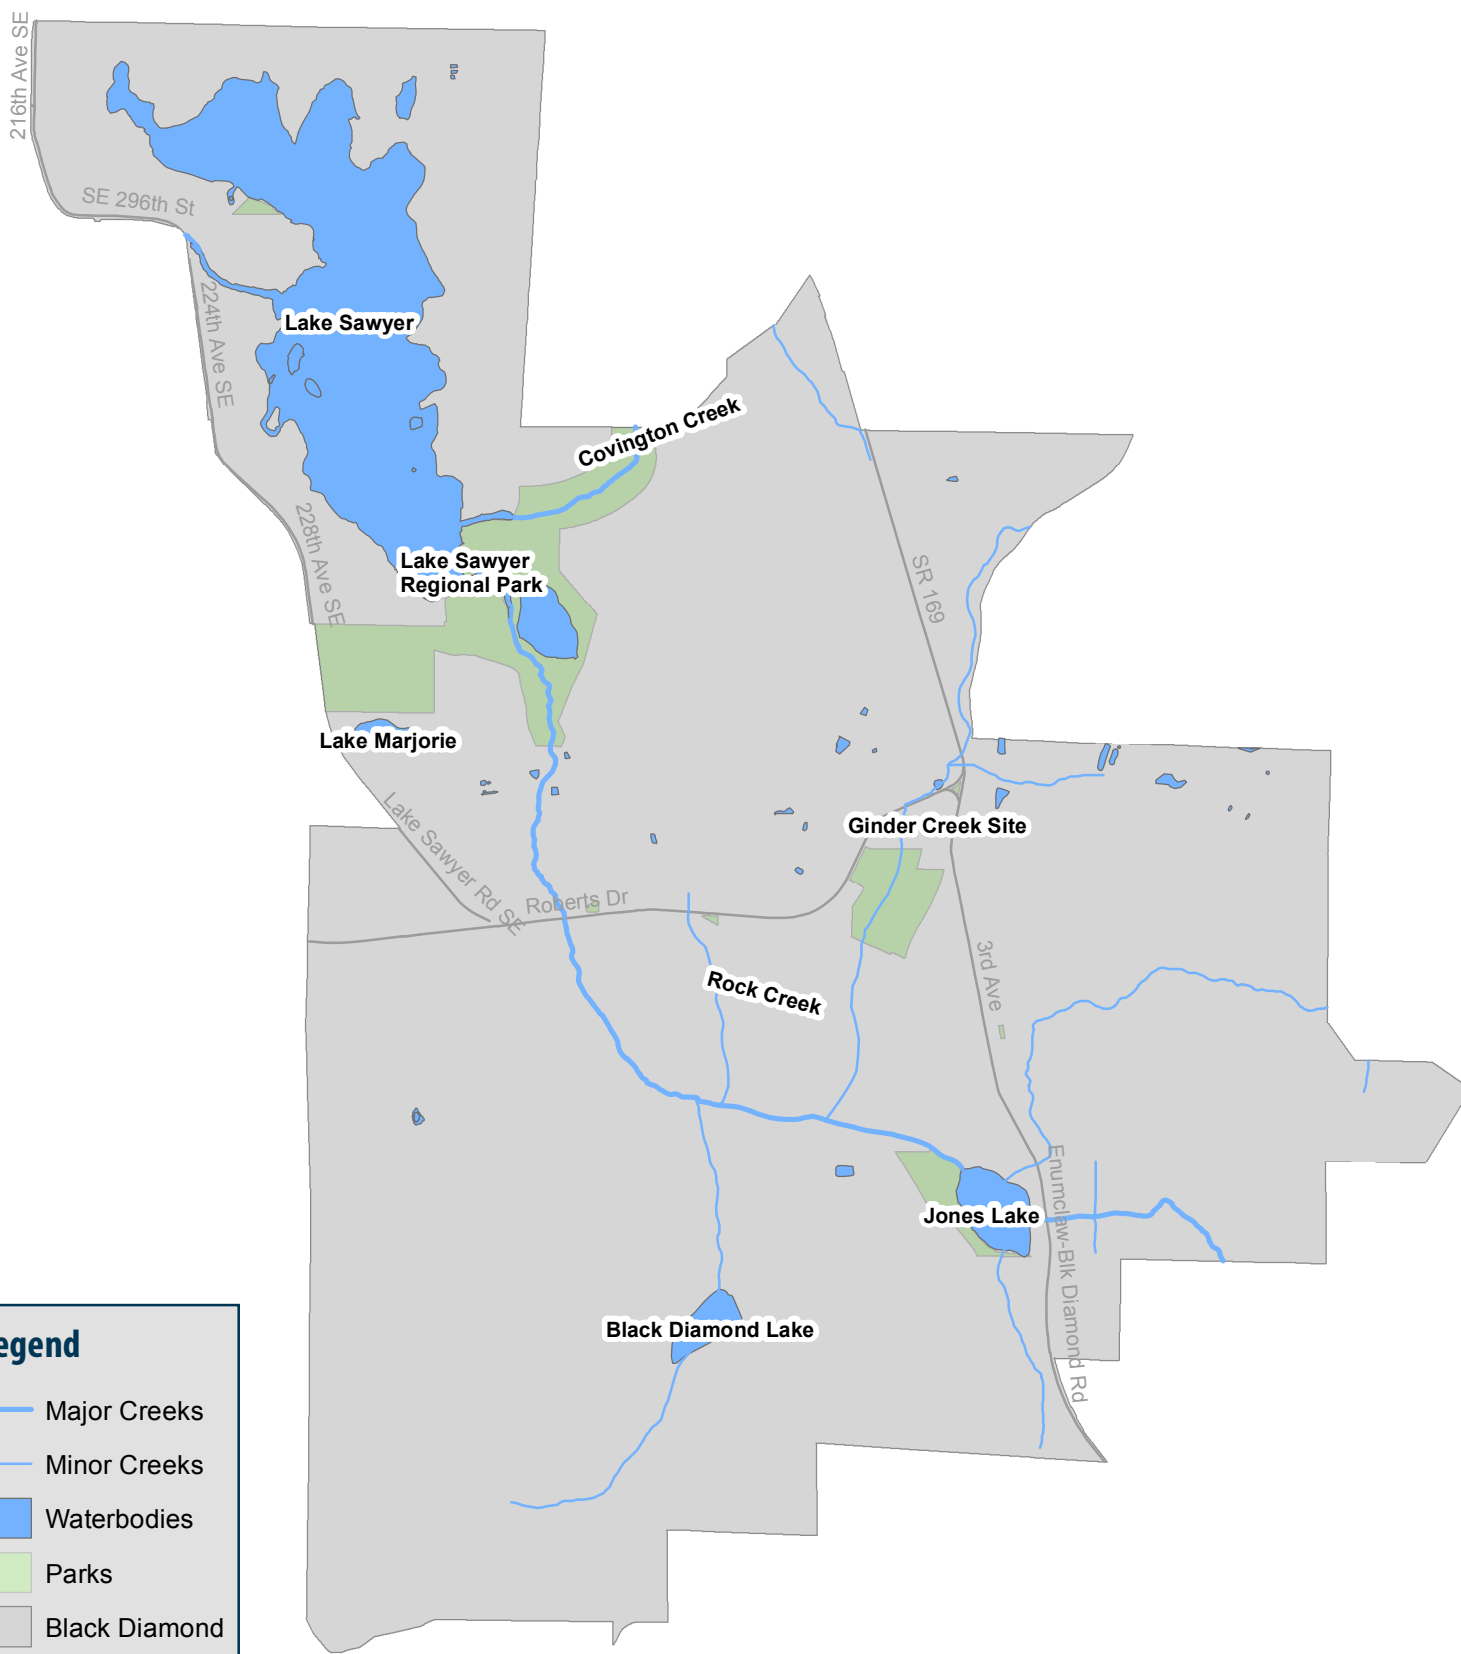 216th Ave SE
SE 296th St
224th Ave SE
Lake Sawyer
Covington Creek
228th Ave SE
Lake Sawyer
Regional Park
SR 169
Lake Marjorie
Lake Sawyer Rd SE
Roberts Dr
Ginder Creek Site
Rock Creek
3rd Ave
Jones Lake
Enumclaw-Blk Diamond Rd
Black Diamond Lake
egend
Major Creeks
Minor Creeks
Waterbodies
Parks
Black Diamond